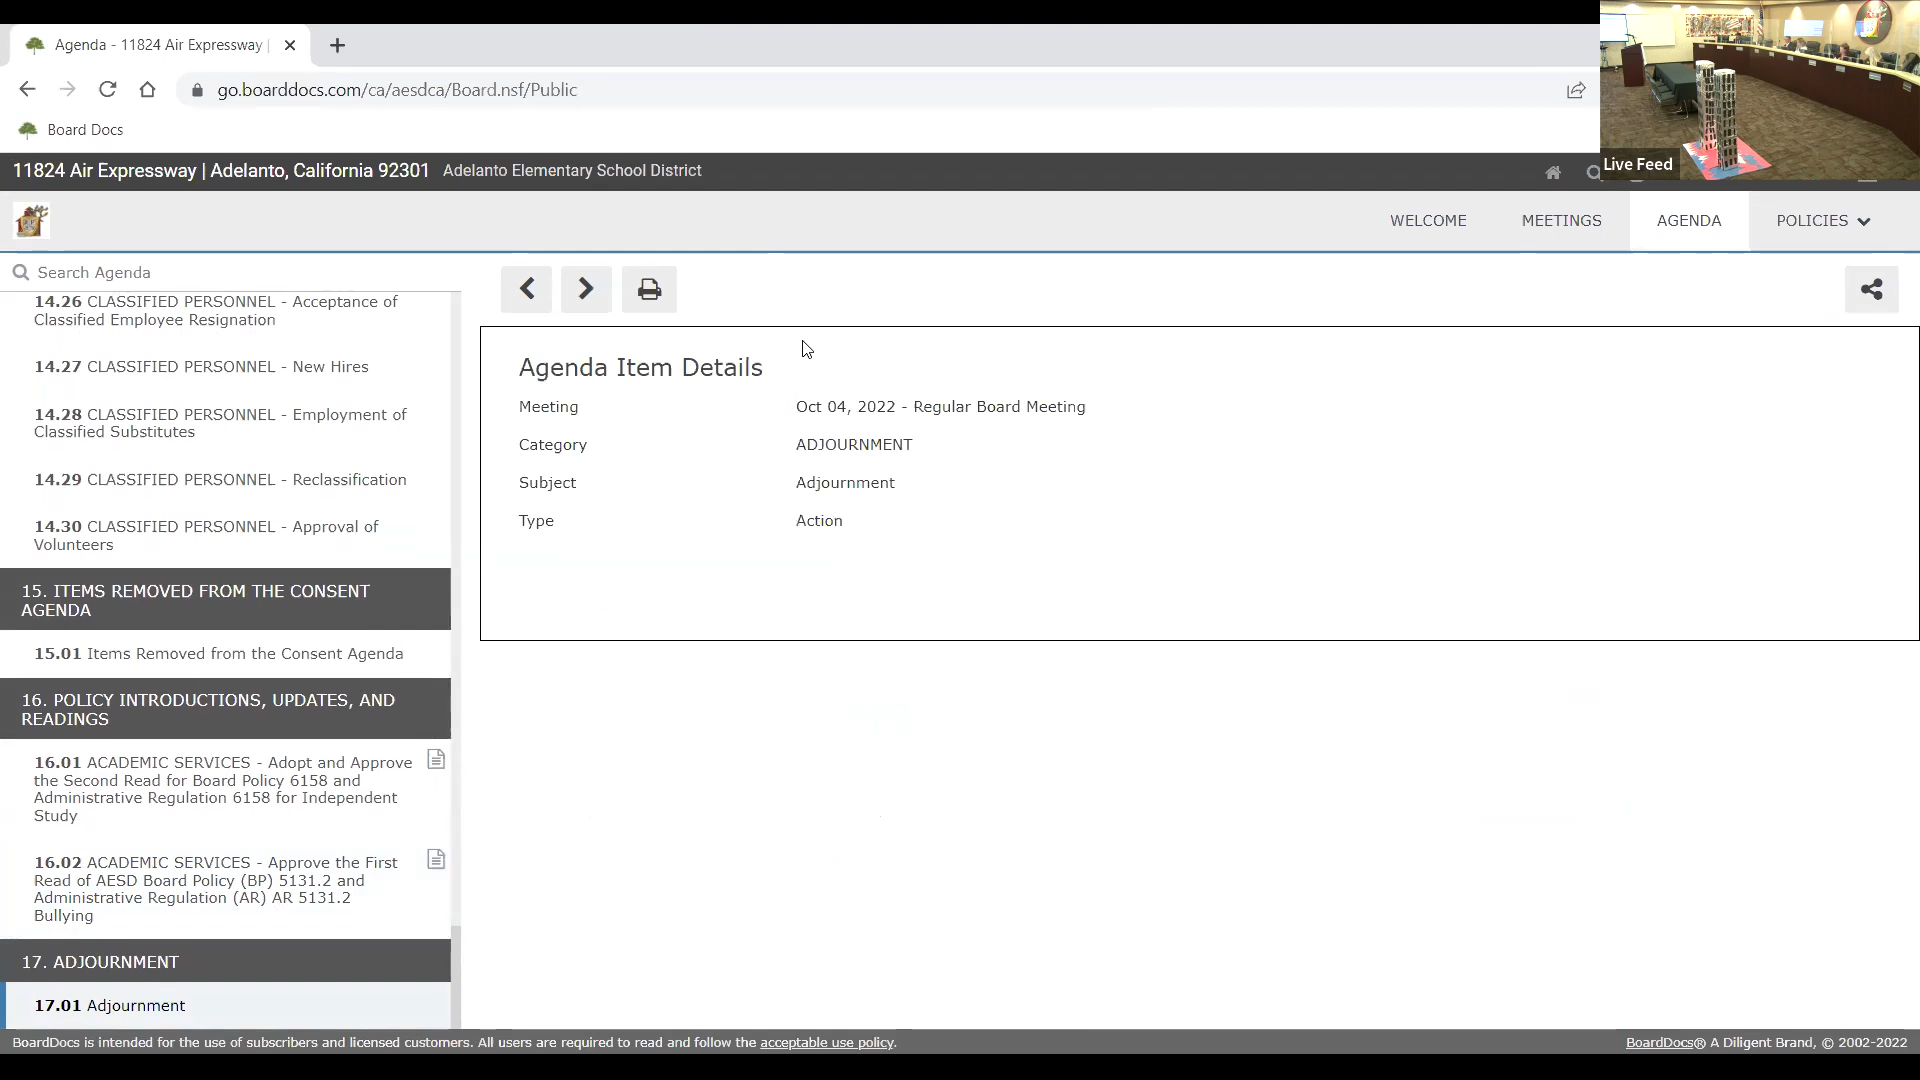 Agenda - 11824 Air Expressway |
go.boarddocs.com/ca/aesdca/Board.nsf/Public
Board Docs
Live Feed
11824 Air Expressway | Adelanto, California 92301 Adelanto Elementary School District
WELCOME MEETINGS AGENDA POLICIES
Search Agenda
14.26 CLASSIFIED PERSONNEL - Acceptance of
Classified Employee Resignation
14.27 CLASSIFIED PERSONNEL - New Hires
14.28 CLASSIFIED PERSONNEL - Employment of
Classified Substitutes
14.29 CLASSIFIED PERSONNEL - Reclassification
14.30 CLASSIFIED PERSONNEL - Approval of
Volunteers
15. ITEMS REMOVED FROM THE CONSENT
AGENDA
15.01 Items Removed from the Consent Agenda
16. POLICY INTRODUCTIONS, UPDATES, AND
READINGS
16.01 ACADEMIC SERVICES - Adopt and Approve
the Second Read for Board Policy 6158 and
Administrative Regulation 6158 for Independent
Study
16.02 ACADEMIC SERVICES - Approve the First
Read of AESD Board Policy (BP) 5131.2 and
Administrative Regulation (AR) AR 5131.2
Bullying
17. ADJOURNMENT
17.01 Adjournment
Agenda Item Details
Meeting Oct 04, 2022 - Regular Board Meeting
Category ADJOURNMENT
Subject Adjournment
Type Action
BoardDocs is intended for the use of subscribers and licensed customers. All users are required to read and follow the acceptable use policy.
BoardDocs® A Diligent Brand, © 2002-2022